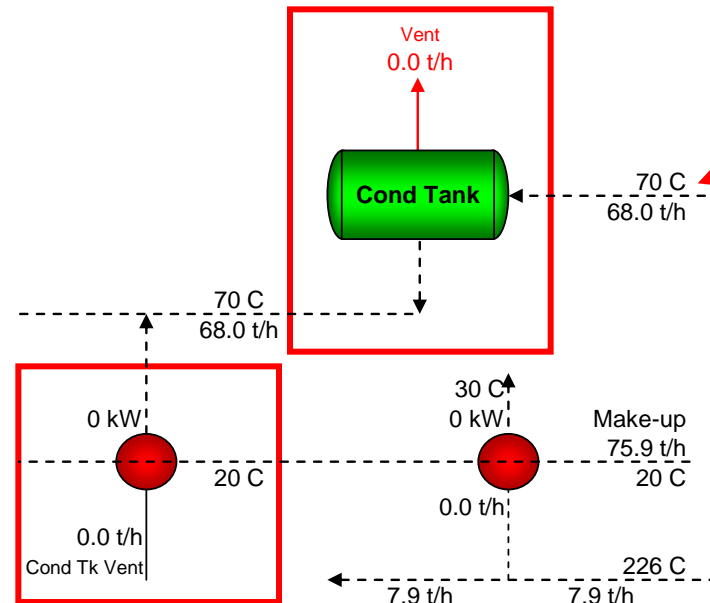 Vent
0.0 t/h
Cond Tank
70 C
68.0 t/h
70 C
68.0 t/h
30 C
0 kW
0 kW
Make-up
75.9 t/h
20 C
20 C
0.0 t/h
0.0 t/h
Cond Tk Vent
226 C
7.9 t/h
7.9 t/h